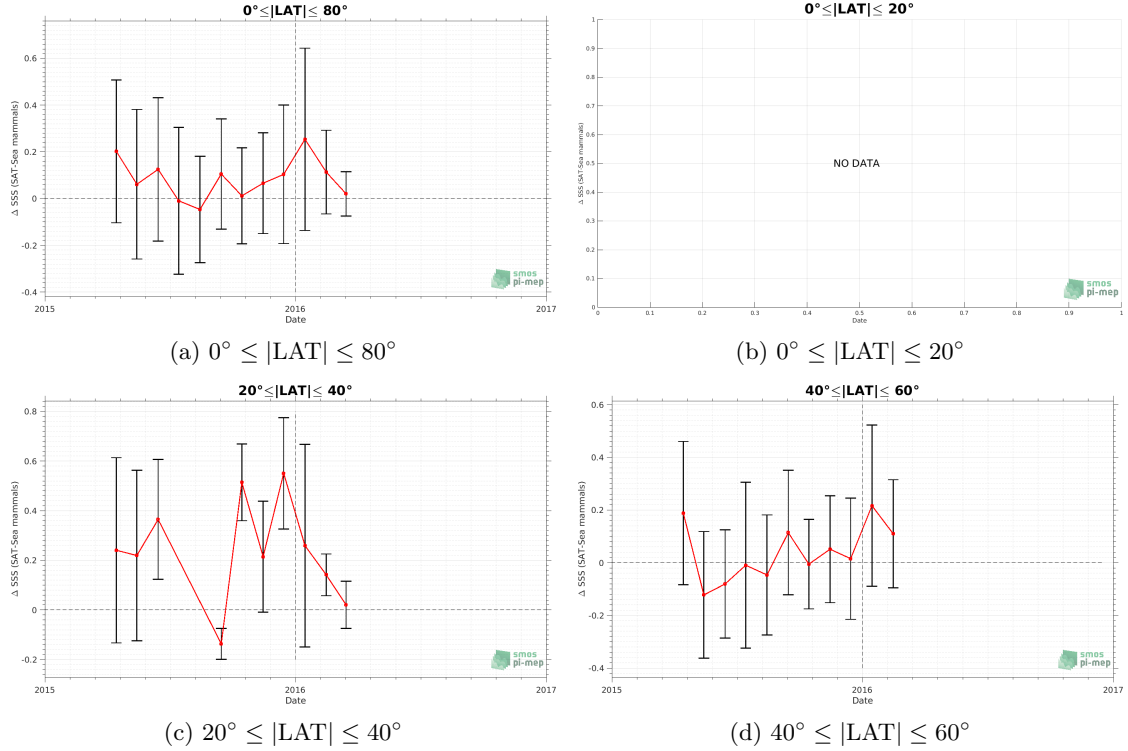 0°≤|LAT|≤ 80°
Δ SSS (SAT-Sea mammals)
0.6
0.4
0.2
0
-0.2
-0.4
2015
2016
2017
Date
smos
pi-mep
(a) 0° ≤ |LAT| ≤ 80°
0°≤|LAT|≤ 20°
Δ SSS (SAT-Sea mammals)
1
0.9
0.8
0.7
0.6
0.5
0.4
0.3
0.2
0.1
0
NO DATA
0 0.1 0.2 0.3 0.4 0.5 0.6 0.7 0.8 0.9 1
Date
smos
pi-mep
(b) 0° ≤ |LAT| ≤ 20°
20°≤|LAT|≤ 40°
Δ SSS (SAT-Sea mammals)
0.8
0.6
0.4
0.2
0
-0.2
2015
2016
2017
Date
smos
pi-mep
(c) 20° ≤ |LAT| ≤ 40°
40°≤|LAT|≤ 60°
Δ SSS (SAT-Sea mammals)
0.6
0.4
0.2
0
-0.2
-0.4
2015
2016
2017
Date
smos
pi-mep
(d) 40° ≤ |LAT| ≤ 60°